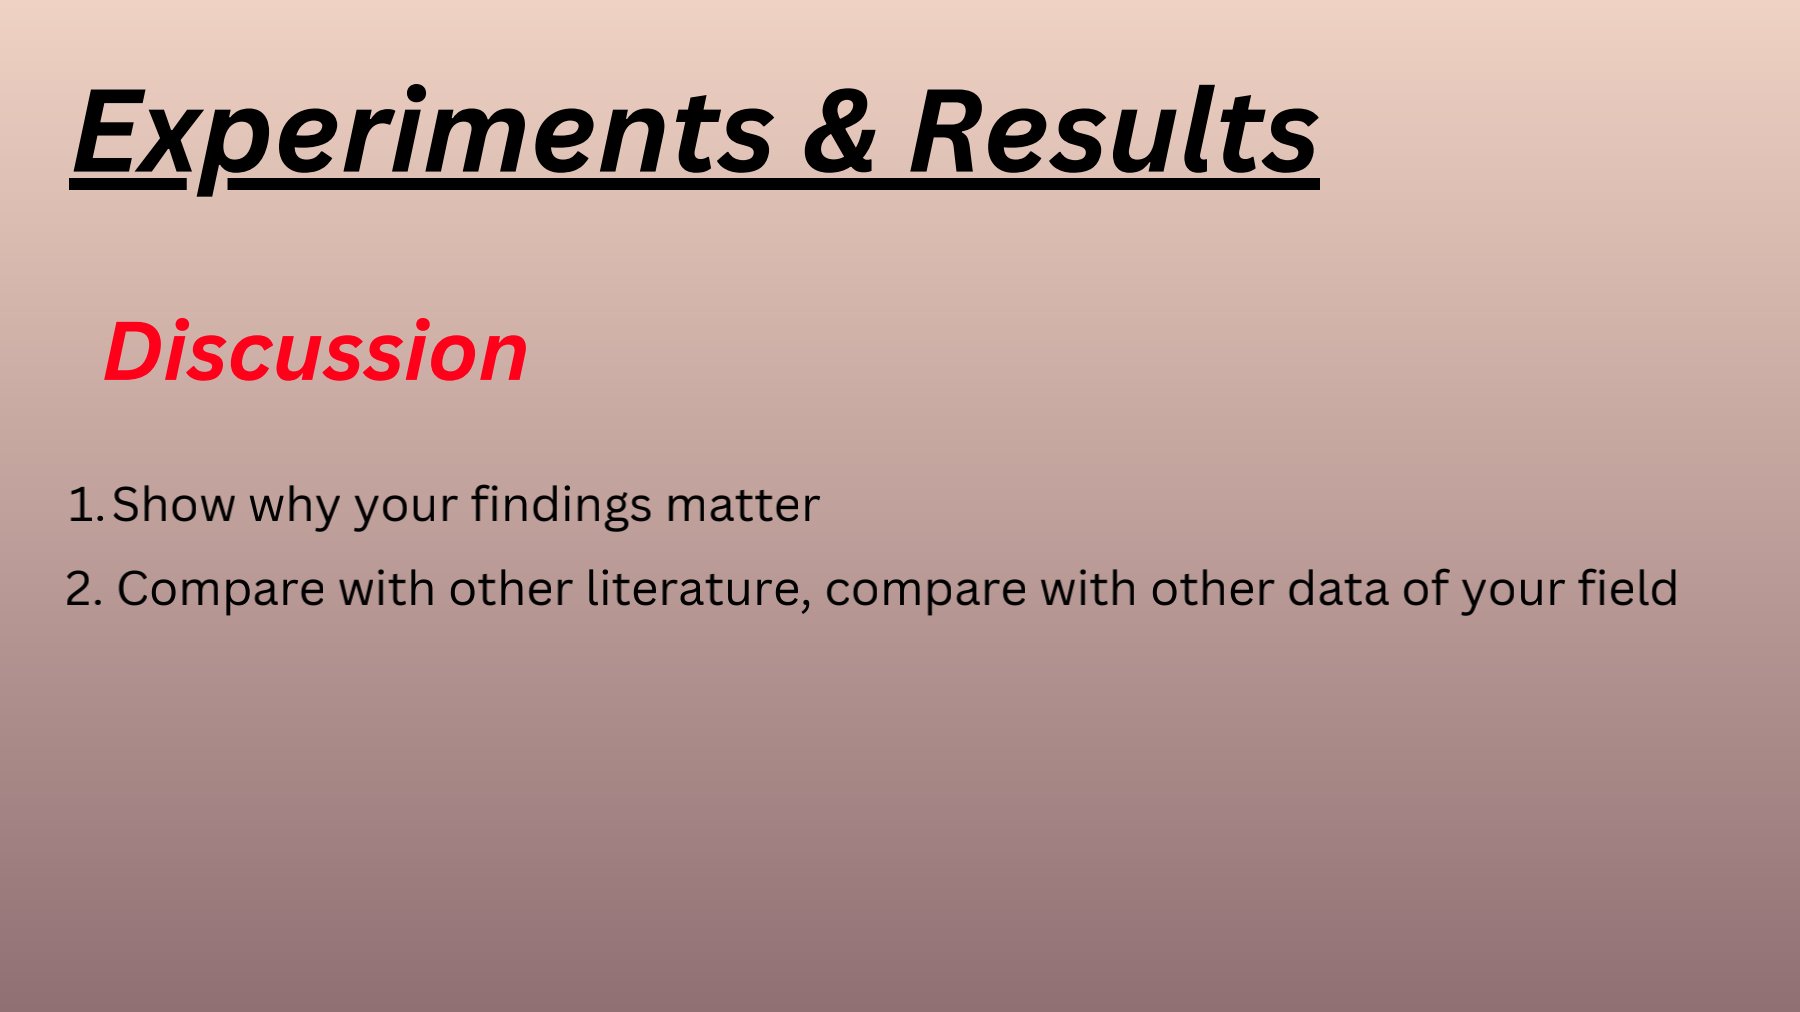 Experiments & Results
Discussion
1. Show why your findings matter
2. Compare with other literature, compare with other data of your field